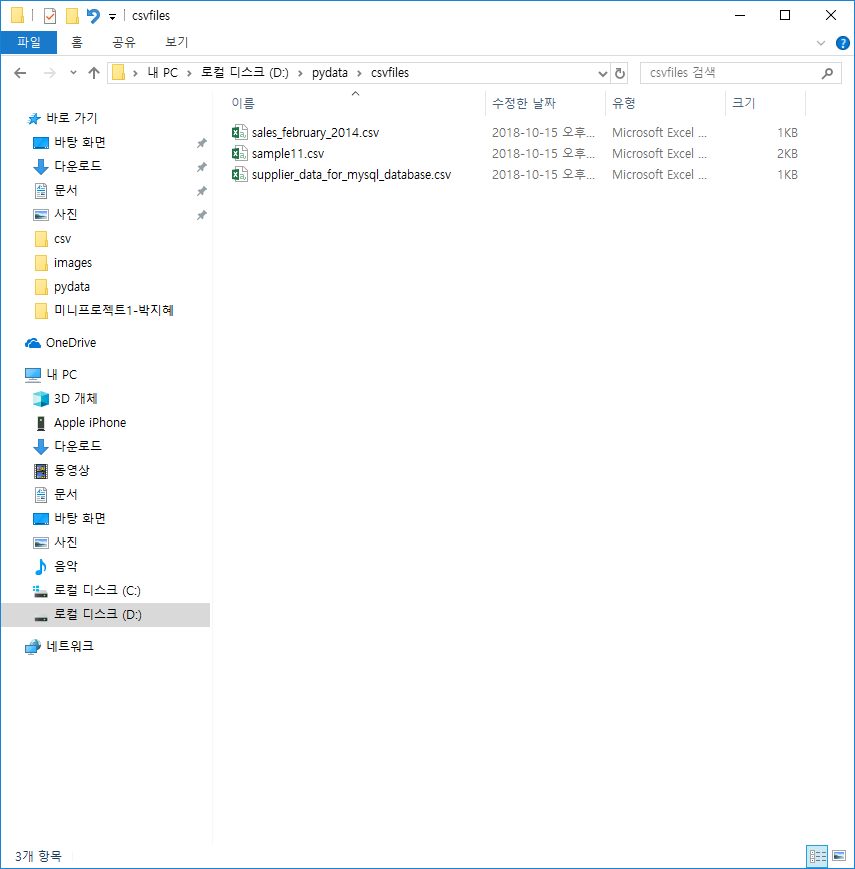 csvfiles
파일 홈 공유 보기
내 PC 로컬 디스크 (D:) pydata csvfiles
csvfiles 검색
이름 수정한 날짜 유형 크기
sales_february_2014.csv 2018-10-15 오후... Microsoft Excel ... 1KB
sample11.csv 2018-10-15 오후... Microsoft Excel ... 2KB
supplier_data_for_mysql_database.csv 2018-10-15 오후... Microsoft Excel ... 1KB
바로 가기
바탕 화면
다운로드
문서
사진
csv
images
pydata
미니프로젝트1-박지혜
OneDrive
내 PC
3D 개체
Apple iPhone
다운로드
동영상
문서
바탕 화면
사진
음악
로컬 디스크 (C:)
로컬 디스크 (D:)
네트워크
3개 항목